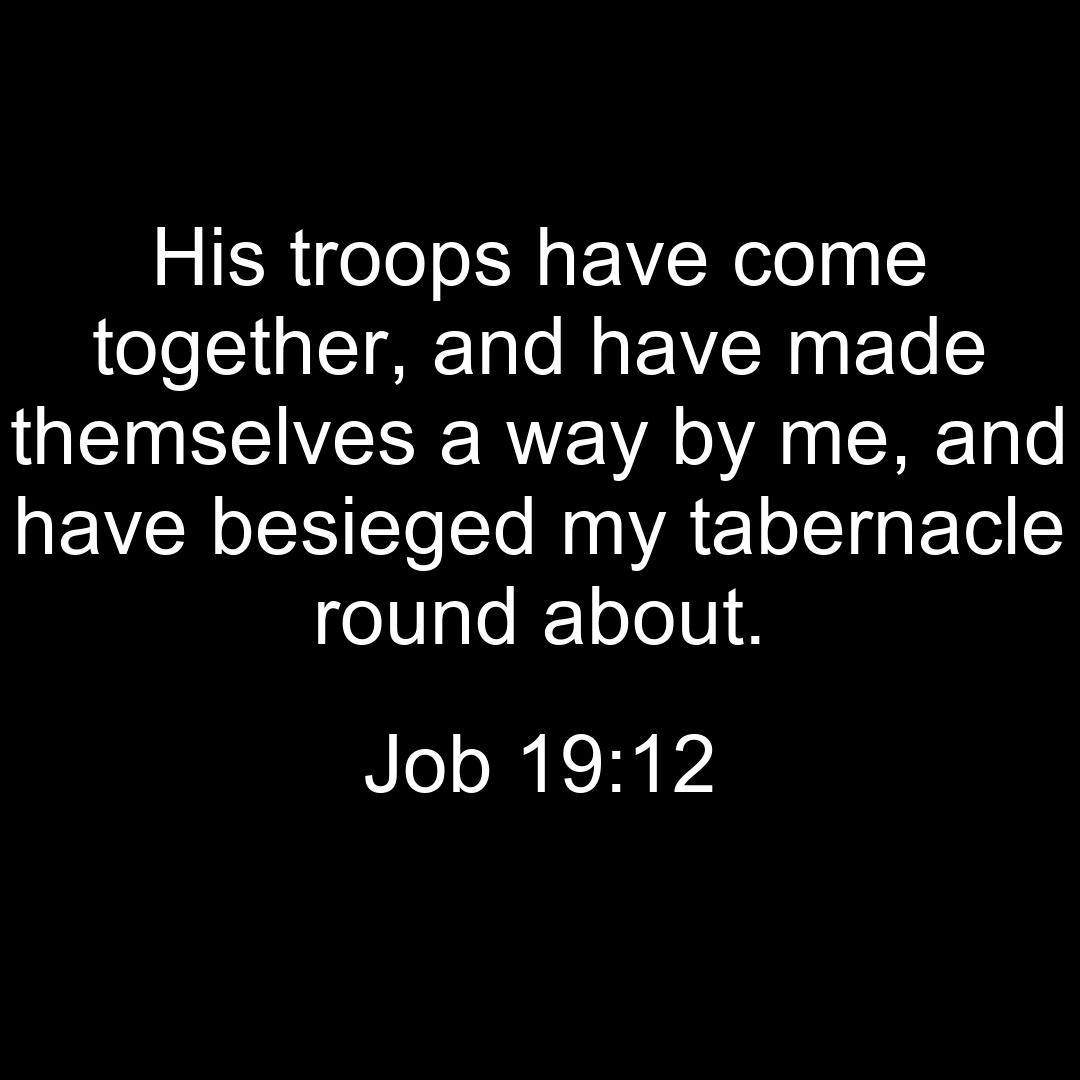 His troops have come
together, and have made
themselves a way by me, and
have besieged my tabernacle
round about.
Job 19:12